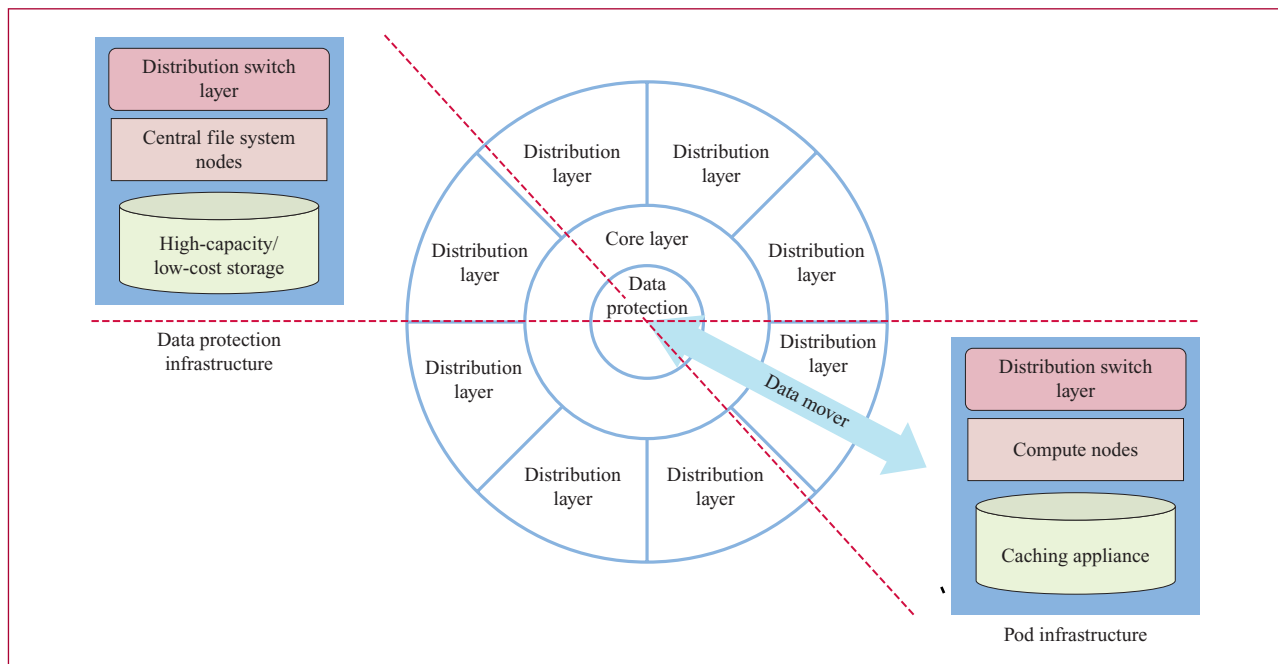 Distribution switch
layer
Central file system
nodes
High-capacity/
low-cost storage
Data protection
infrastructure
Distribution
layer
Distribution
layer
Distribution
layer
Distribution
layer
Core layer
Data
protection
Distribution
layer
Distribution
layer
Distribution
layer
Distribution
layer
Data mover
Distribution switch
layer
Compute nodes
Caching appliance
Pod infrastructure